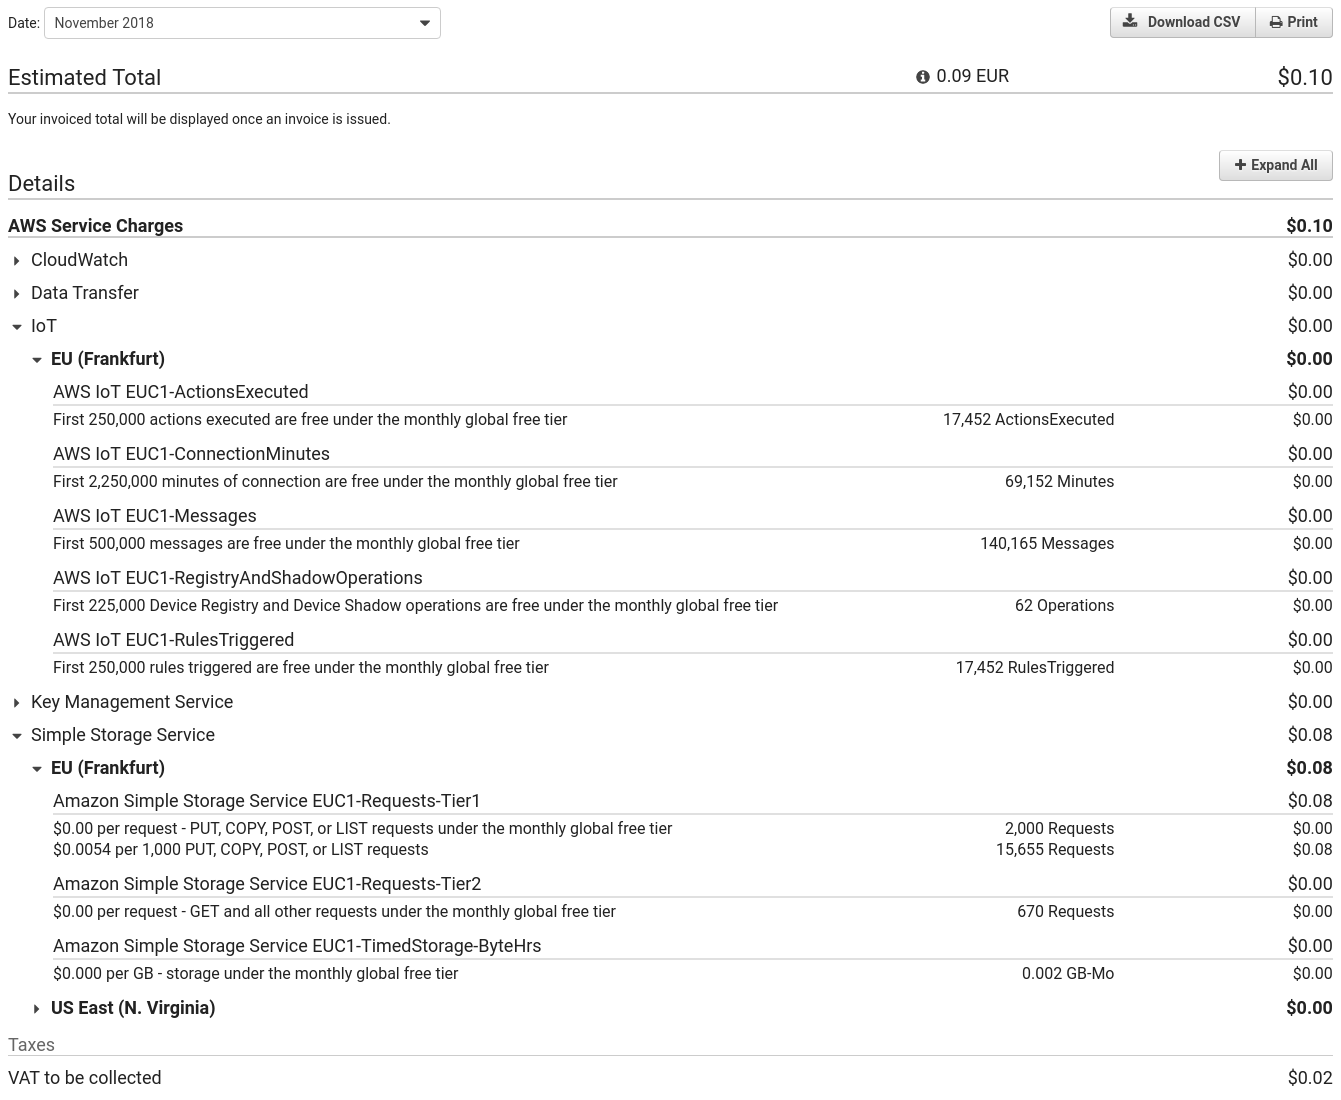 Date: November 2018 Download CSV Print
Estimated Total 0.09 EUR $0.10
Your invoiced total will be displayed once an invoice is issued.
Expand All
Details
AWS Service Charges $0.10
CloudWatch $0.00
Data Transfer $0.00
IoT $0.00
EU (Frankfurt) $0.00
AWS IoT EUC1-ActionsExecuted $0.00
First 250,000 actions executed are free under the monthly global free tier 17,452 ActionsExecuted $0.00
AWS IoT EUC1-ConnectionMinutes $0.00
First 2,250,000 minutes of connection are free under the monthly global free tier 69,152 Minutes $0.00
AWS IoT EUC1-Messages $0.00
First 500,000 messages are free under the monthly global free tier 140,165 Messages $0.00
AWS IoT EUC1-RegistryAndShadowOperations $0.00
First 225,000 Device Registry and Device Shadow operations are free under the monthly global free tier 62 Operations $0.00
AWS IoT EUC1-RulesTriggered $0.00
First 250,000 rules triggered are free under the monthly global free tier 17,452 RulesTriggered $0.00
Key Management Service $0.00
Simple Storage Service $0.08
EU (Frankfurt) $0.08
Amazon Simple Storage Service EUC1-Requests-Tier1 $0.08
$0.00 per request - PUT, COPY, POST, or LIST requests under the monthly global free tier 2,000 Requests $0.00
$0.0054 per 1,000 PUT, COPY, POST, or LIST requests 15,655 Requests $0.08
Amazon Simple Storage Service EUC1-Requests-Tier2 $0.00
$0.00 per request - GET and all other requests under the monthly global free tier 670 Requests $0.00
Amazon Simple Storage Service EUC1-TimedStorage-ByteHrs $0.00
$0.000 per GB - storage under the monthly global free tier 0.002 GB-Mo $0.00
US East (N. Virginia) $0.00
Taxes
VAT to be collected $0.02